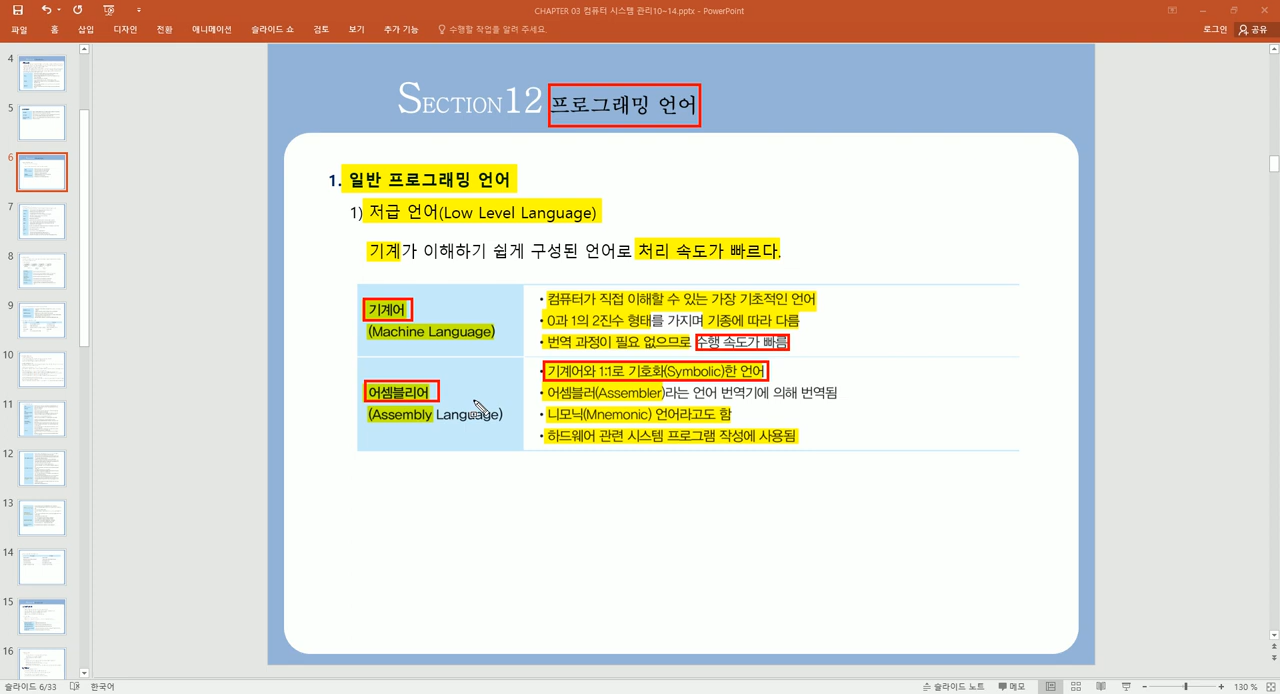 CHAPTER 03 컴퓨터 시스템 관리10~14.pptx - PowerPoint
파일 홈 삽입 디자인 전환 애니메이션 슬라이드 쇼 검토 보기 추가 기능 수행할 작업을 알려 주세요. 로그인 공유
4
5
6
7
8
9
10
11
12
13
14
15
16
SECTION12 프로그래밍 언어
1. 일반 프로그래밍 언어
1) 저급 언어(Low Level Language)
기계가 이해하기 쉽게 구성된 언어로 처리 속도가 빠르다.
기계어
(Machine Language)
• 컴퓨터가 직접 이해할 수 있는 가장 기초적인 언어
• 0과 1의 2진수 형태를 가지며 기종에 따라 다름
• 번역 과정이 필요 없으므로 수행 속도가 빠름
어셈블리어
(Assembly Language)
• 기계어와 1:1로 기호화(Symbolic)한 언어
• 어셈블러(Assembler)라는 언어 번역기에 의해 번역됨
• 니모닉(Mnemonic) 언어라고도 함
• 하드웨어 관련 시스템 프로그램 작성에 사용됨
슬라이드 6/33 한국어 슬라이드 노트 메모 130 %